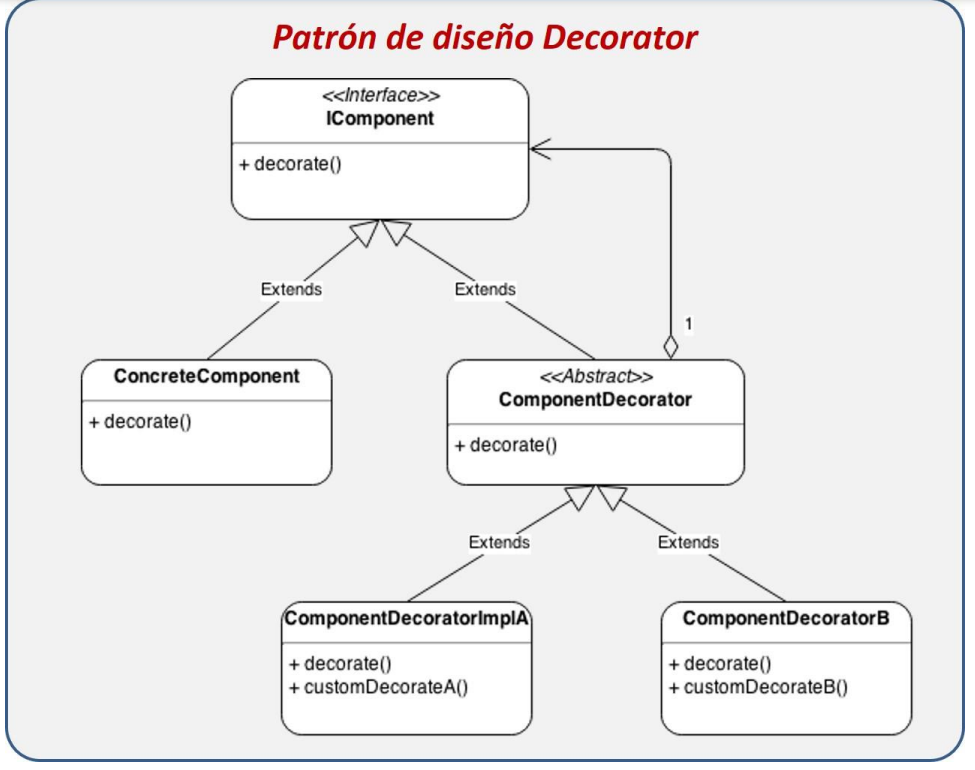 Patrón de diseño Decorator
<<Interface>>
IComponent
+ decorate()
Extends
Extends
1
ConcreteComponent
+ decorate()
<<Abstract>>
ComponentDecorator
+ decorate()
Extends
Extends
ComponentDecoratorImplA
+ decorate()
+ customDecorateA()
ComponentDecoratorB
+ decorate()
+ customDecorateB()